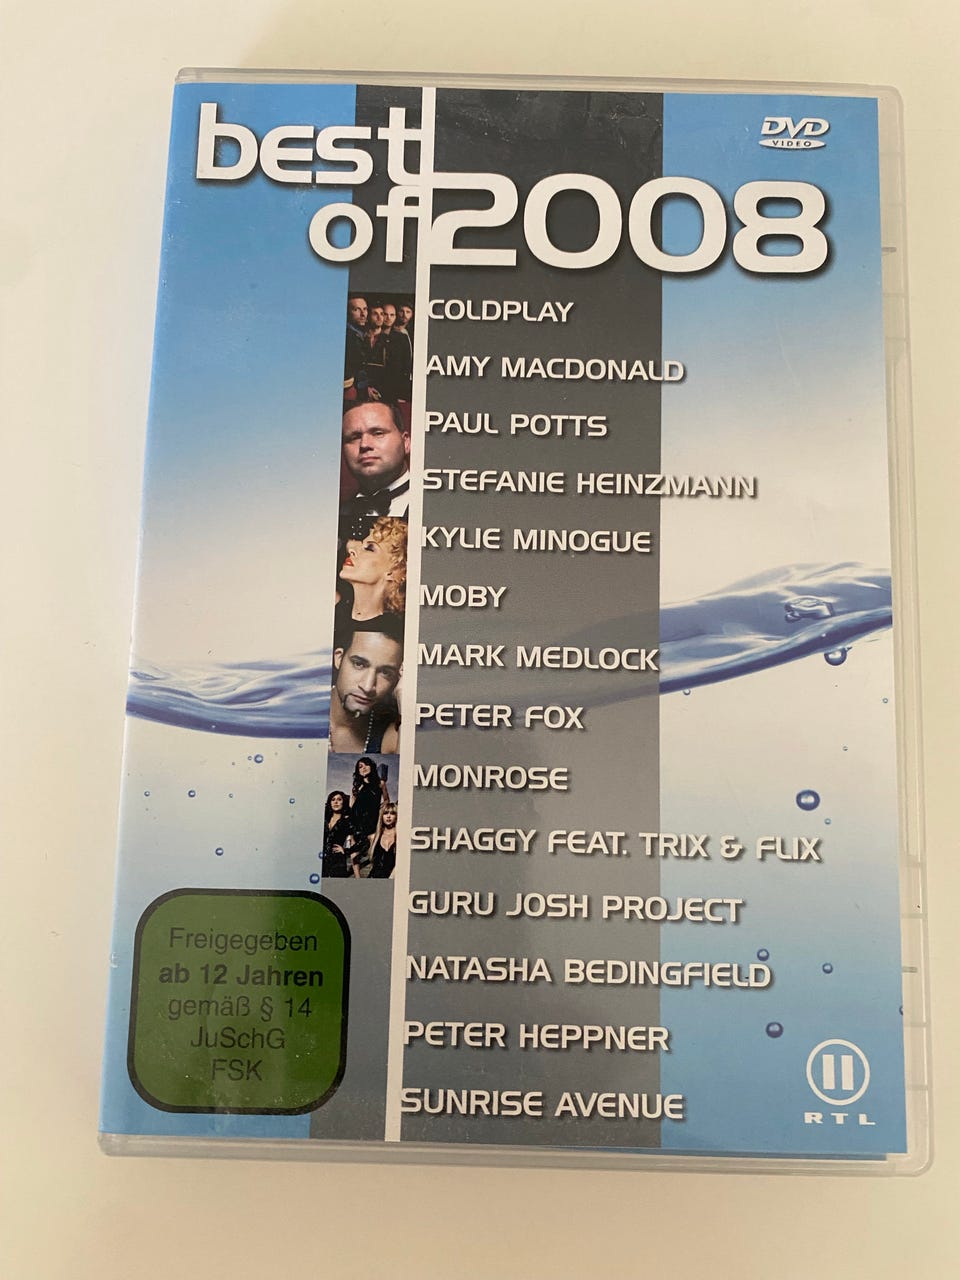 best
of 2008
DVD
VIDEO
COLDPLAY
AMY MACDONALD
PAUL POTTS
STEFANIE HEINZMANN
KYLIE MINOGUE
MOBY
MARK MEDLOCK
PETER FOX
MONROSE
SHAGGY FEAT. TRIX & FLIX
GURU JOSH PROJECT
NATASHA BEDINGFIELD
PETER HEPPNER
SUNRISE AVENUE
Freigegeben
ab 12 Jahren
gemäß § 14
JuSchG
FSK
II
RTL